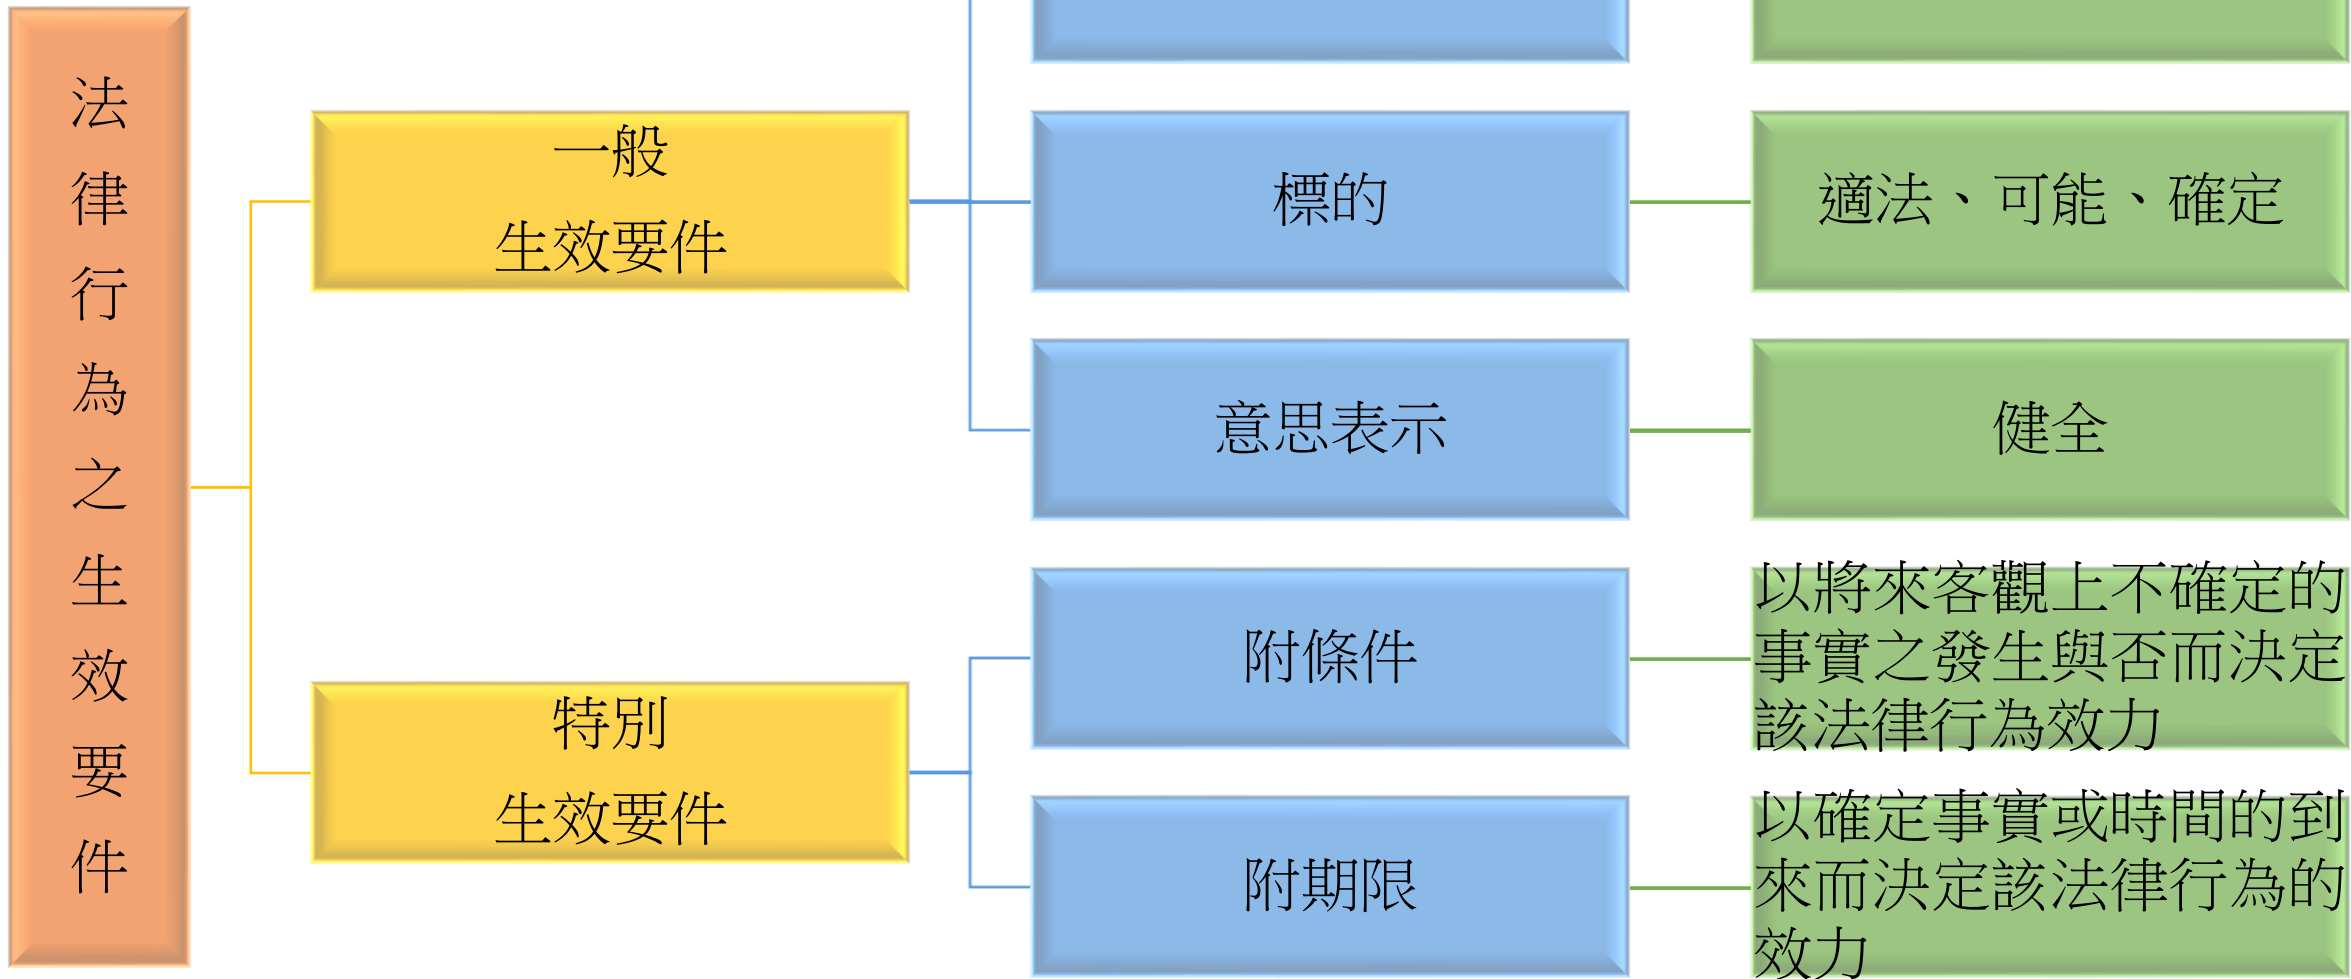 法律行為之生效要件
一般
生效要件
標的
適法、可能、確定
意思表示
健全
特別
生效要件
附條件
以將來客觀上不確定的
事實之發生與否而決定
該法律行為效力
附期限
以確定事實或時間的到
來而決定該法律行為的
效力